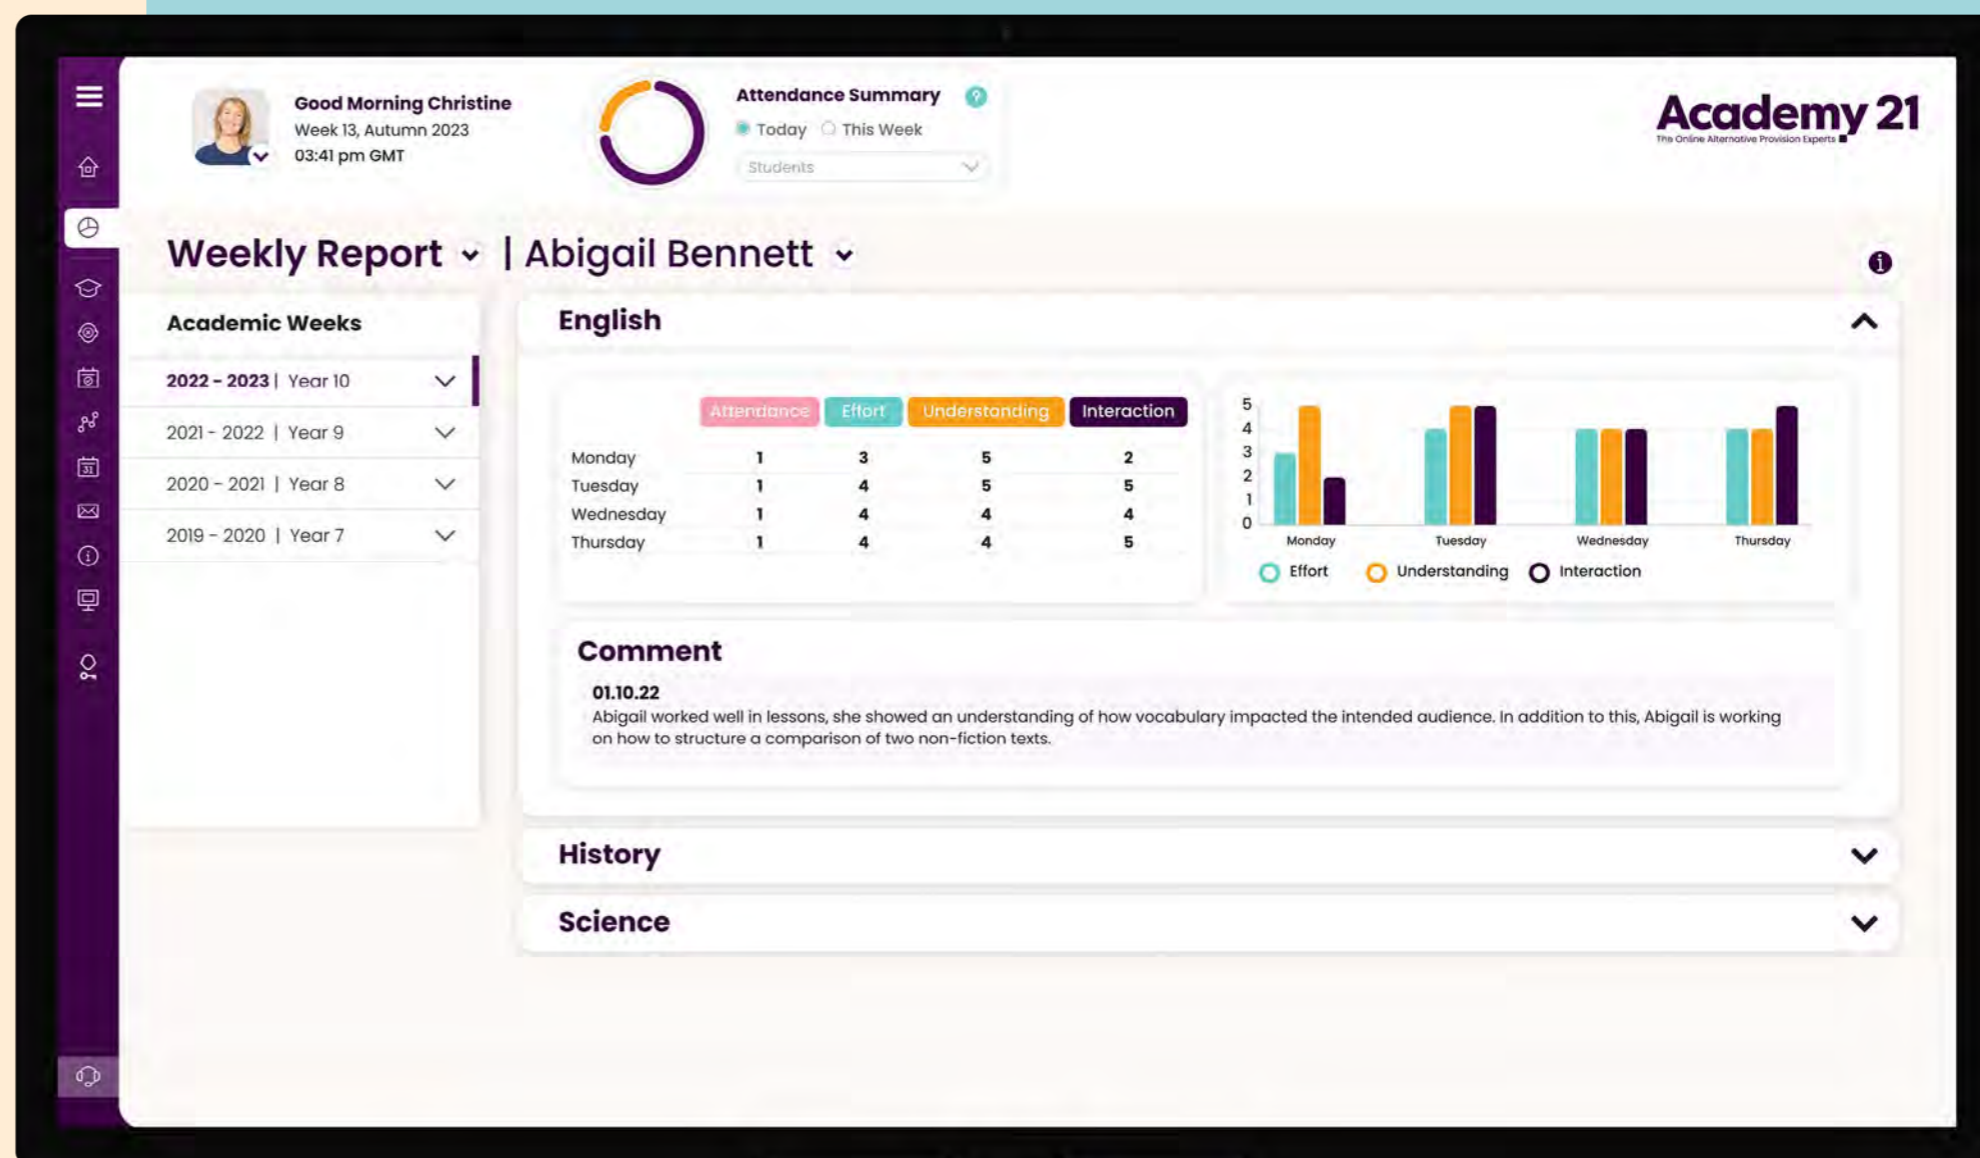 Good Morning Christine
Week 13, Autumn 2023
03:41 pm GMT
Attendance Summary ?
Today This Week
Students
Academy 21
The Online Alternative Provision Experts
Weekly Report | Abigail Bennett
Academic Weeks
2022 - 2023 | Year 10
2021 - 2022 | Year 9
2020 - 2021 | Year 8
2019 - 2020 | Year 7
31
English
Attendance Effort Understanding Interaction
Monday 1 3 5 2
Tuesday 1 4 5 5
Wednesday 1 4 4 4
Thursday 1 4 4 5
5
4
3
2
1
0
Monday Tuesday Wednesday Thursday
Effort Understanding Interaction
Comment
01.10.22
Abigail worked well in lessons, she showed an understanding of how vocabulary impacted the intended audience. In addition to this, Abigail is working
on how to structure a comparison of two non-fiction texts.
History
Science